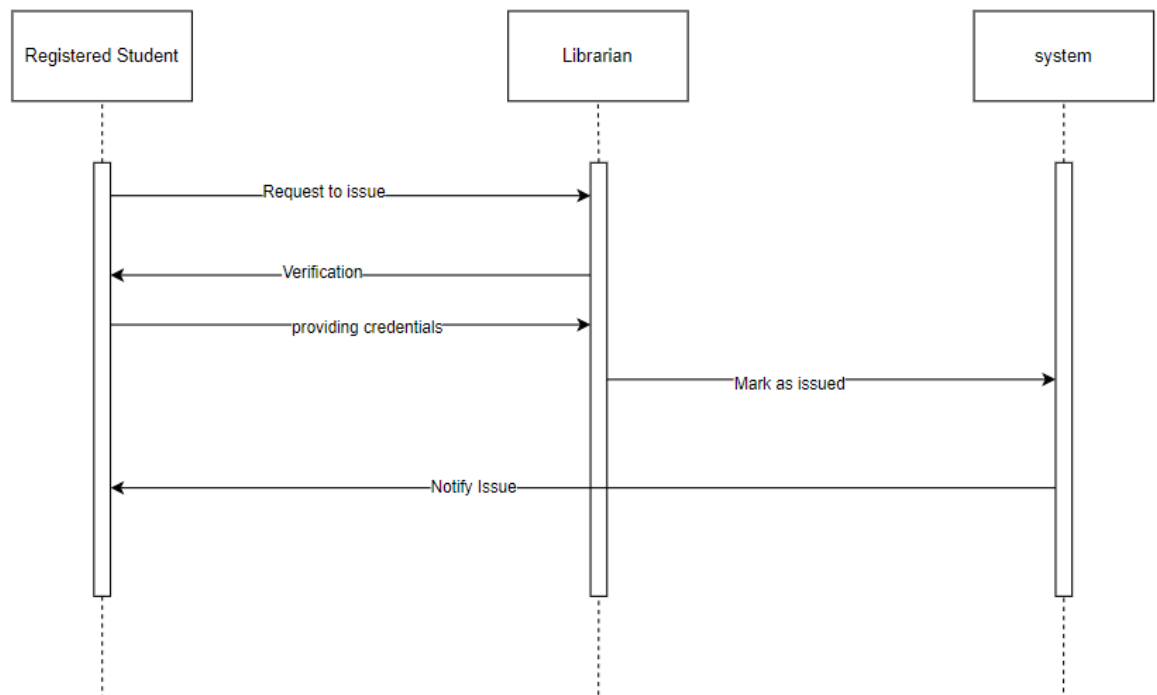 Registered Student
Librarian
system
Request to issue
Verification
providing credentials
Mark as issued
Notify Issue